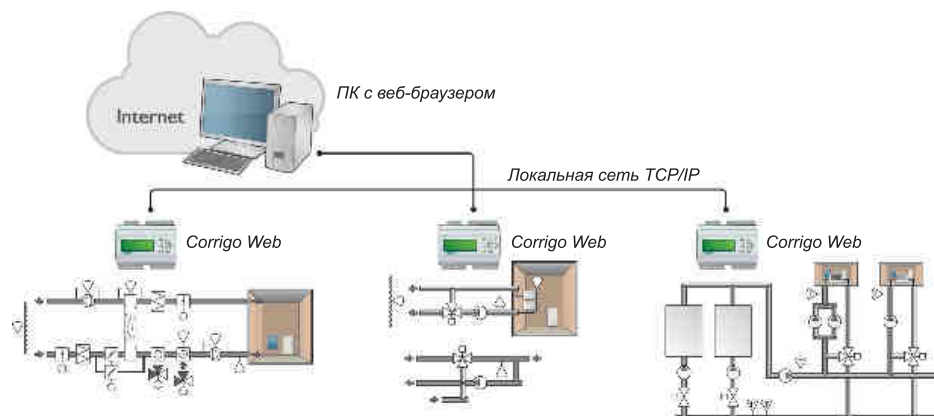 Internet
ПК с веб-браузером
Локальная сеть TCP/IP
Corrigo Web
Corrigo Web
Corrigo Web